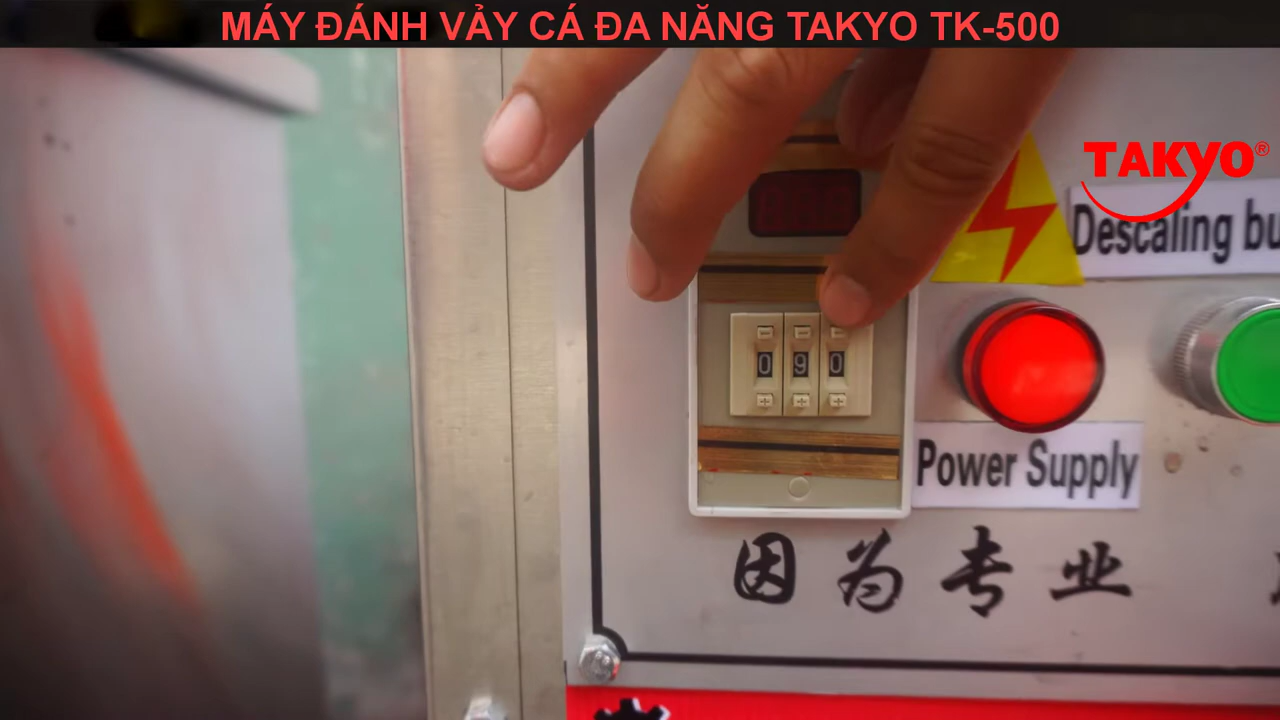 MÁY ĐÁNH VẢY CÁ ĐA NĂNG TAKYO TK-500
TAKYO®
Descaling bu
0 9 0
Power Supply
因为专业